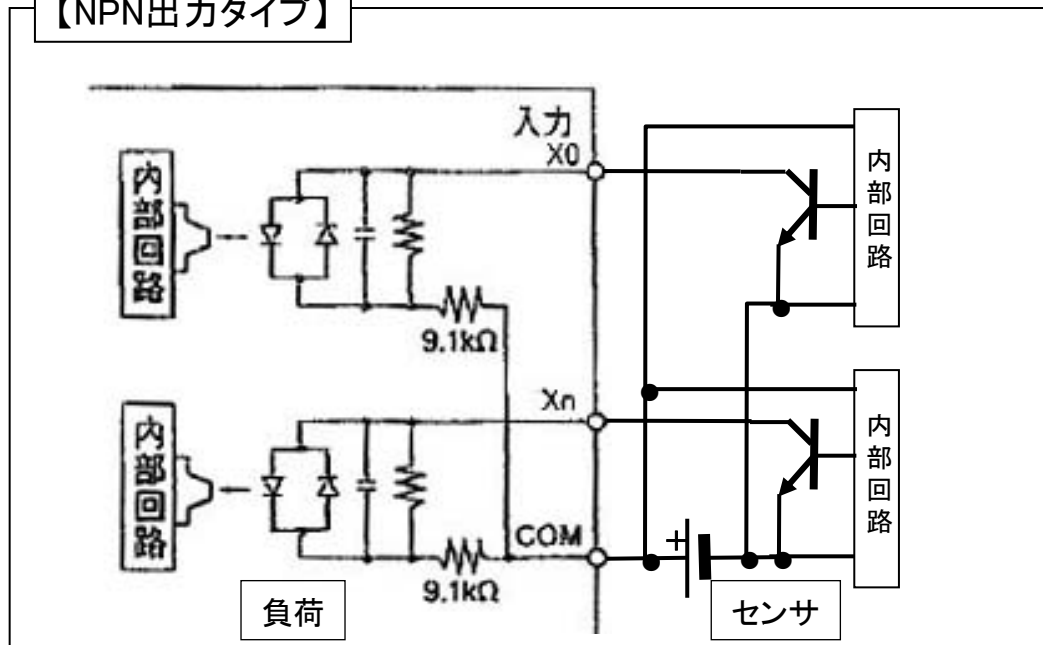 【NPN出力タイプ】
入力
X0
内部回路
内部回路
9.1kΩ
Xn
内部回路
内部回路
COM
+
9.1kΩ
負荷
センサ